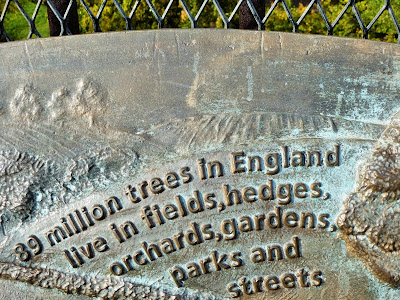 89 million trees in England
live in fields, hedges,
orchards, gardens,
parks and
streets